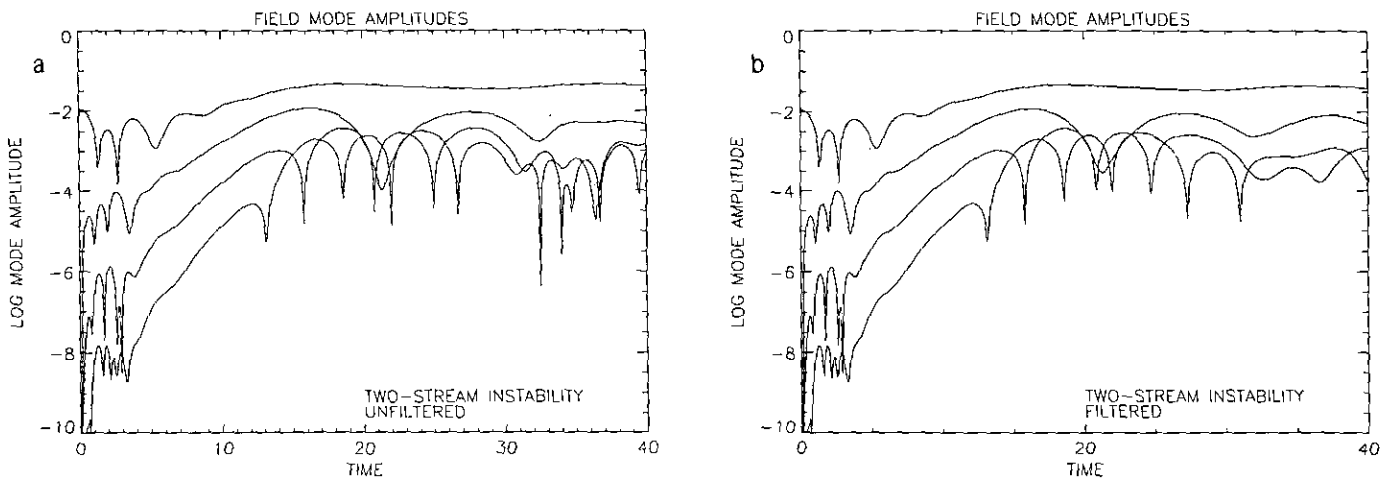 FIELD MODE AMPLITUDES
a
LOG MODE AMPLITUDE
0
-2
-4
-6
-8
-10
0
10
20
30
40
TIME
TWO-STREAM INSTABILITY
UNFILTERED
FIELD MODE AMPLITUDES
b
LOG MODE AMPLITUDE
0
-2
-4
-6
-8
-10
0
20
40
TIME
TWO-STREAM INSTABILITY
FILTERED